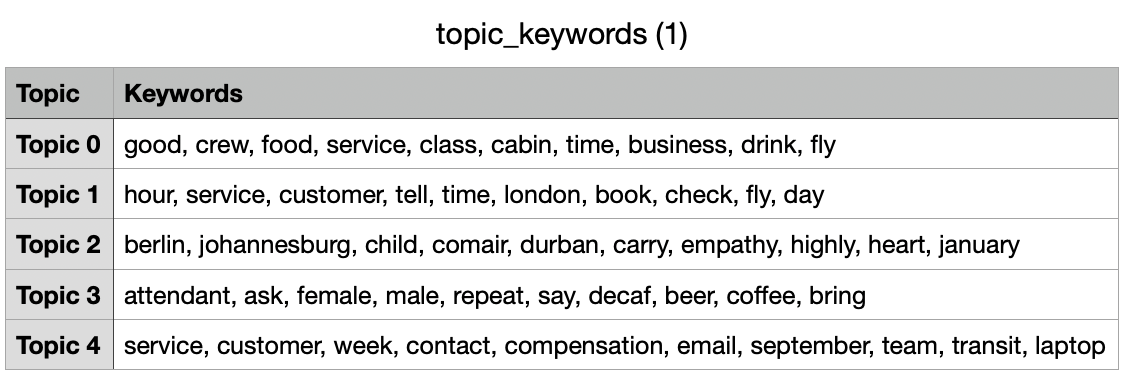 topic_keywords (1)
Topic Keywords
Topic 0 good, crew, food, service, class, cabin, time, business, drink, fly
Topic 1 hour, service, customer, tell, time, london, book, check, fly, day
Topic 2 berlin, johannesburg, child, comair, durban, carry, empathy, highly, heart, january
Topic 3 attendant, ask, female, male, repeat, say, decaf, beer, coffee, bring
Topic 4 service, customer, week, contact, compensation, email, september, team, transit, laptop